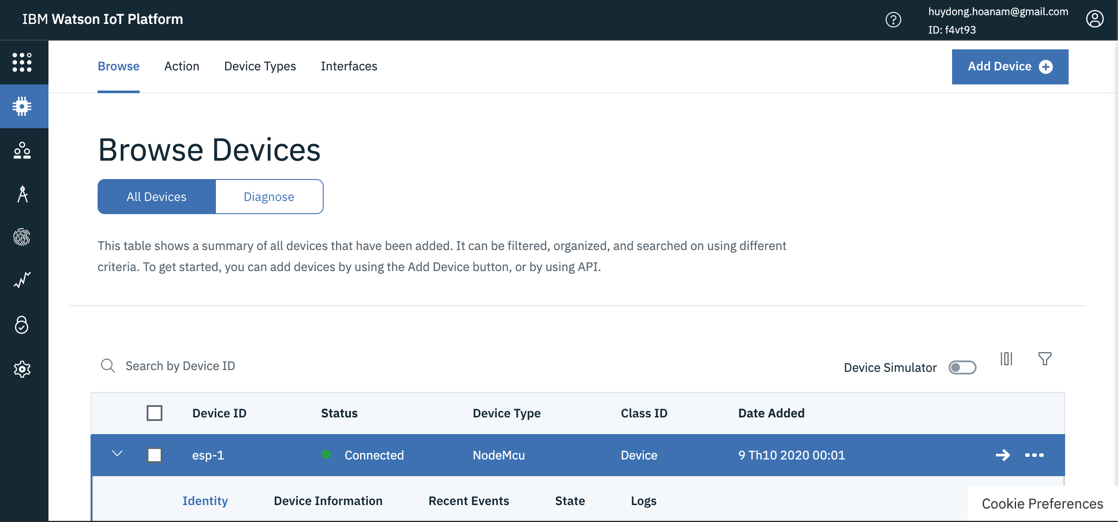 IBM Watson IoT Platform
huydong.hoanam@gmail.com
ID: f4vt93
Browse Action Device Types Interfaces
Add Device
Browse Devices
All Devices Diagnose
This table shows a summary of all devices that have been added. It can be filtered, organized, and searched on using different
criteria. To get started, you can add devices by using the Add Device button, or by using API.
Search by Device ID
Device Simulator
Device ID Status Device Type Class ID Date Added
esp-1 Connected NodeMcu Device 9 Th10 2020 00:01
Identity Device Information Recent Events State Logs
Cookie Preferences